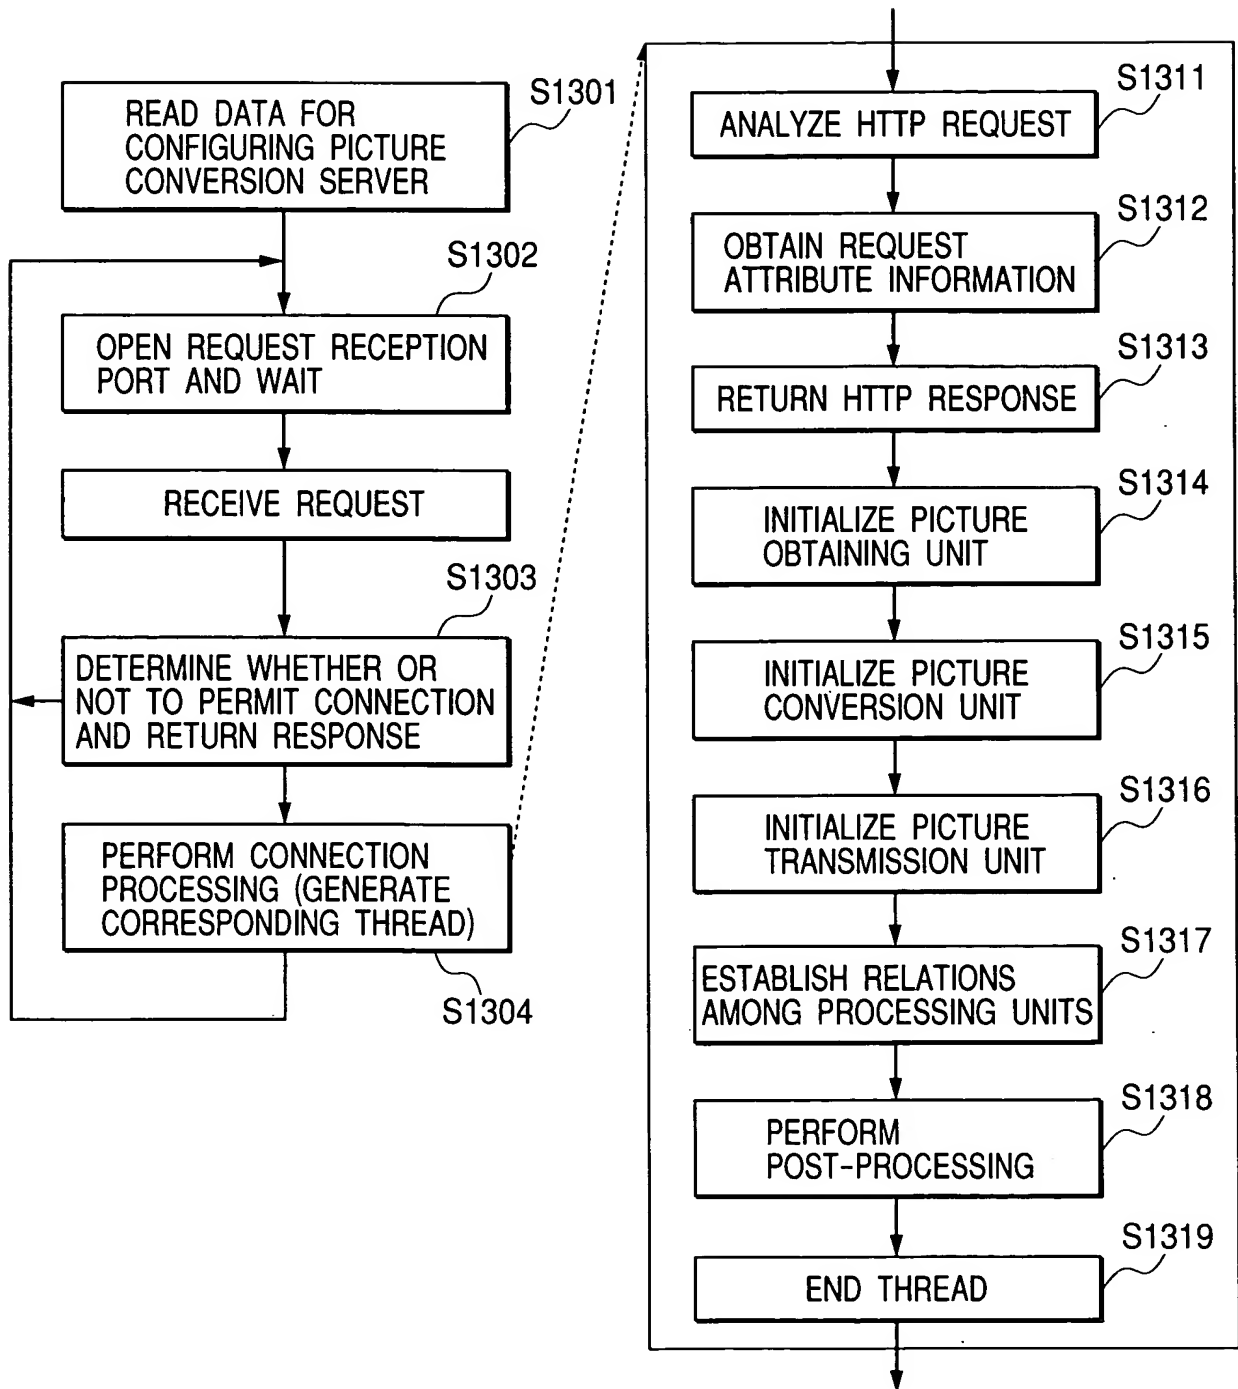 READ DATA FOR
CONFIGURING PICTURE
CONVERSION SERVER
S1301
S1302
OPEN REQUEST RECEPTION
PORT AND WAIT
RECEIVE REQUEST
S1303
DETERMINE WHETHER OR
NOT TO PERMIT CONNECTION
AND RETURN RESPONSE
PERFORM CONNECTION
PROCESSING (GENERATE
CORRESPONDING THREAD)
S1304
S1311
ANALYZE HTTP REQUEST
S1312
OBTAIN REQUEST
ATTRIBUTE INFORMATION
S1313
RETURN HTTP RESPONSE
S1314
INITIALIZE PICTURE
OBTAINING UNIT
S1315
INITIALIZE PICTURE
CONVERSION UNIT
S1316
INITIALIZE PICTURE
TRANSMISSION UNIT
S1317
ESTABLISH RELATIONS
AMONG PROCESSING UNITS
S1318
PERFORM
POST-PROCESSING
S1319
END THREAD